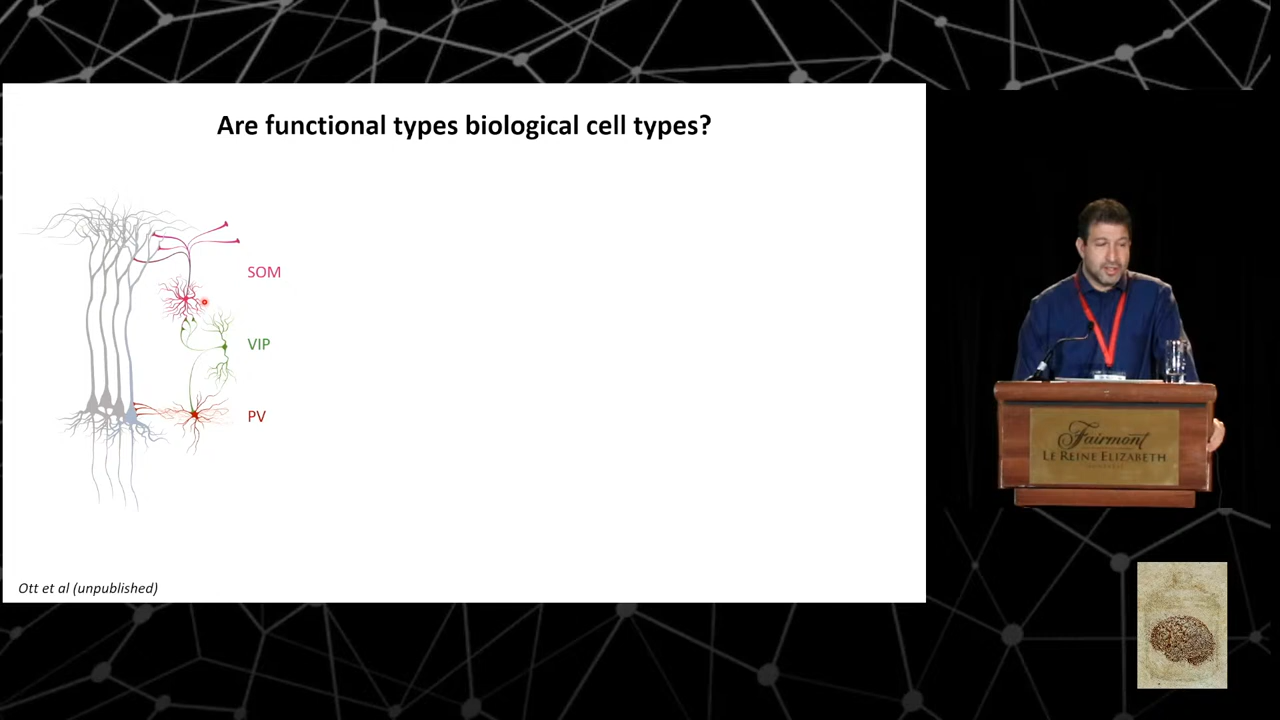 Are functional types biological cell types?
SOM
VIP
PV
Ott et al (unpublished)
Fairmont
LE REINE ELIZABETH